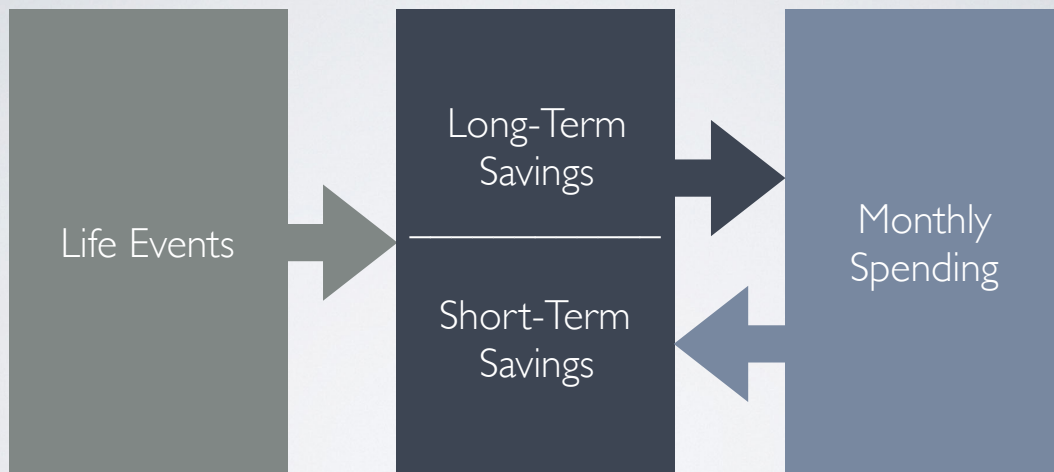 Life Events
Long-Term
Savings
Short-Term
Savings
Monthly
Spending